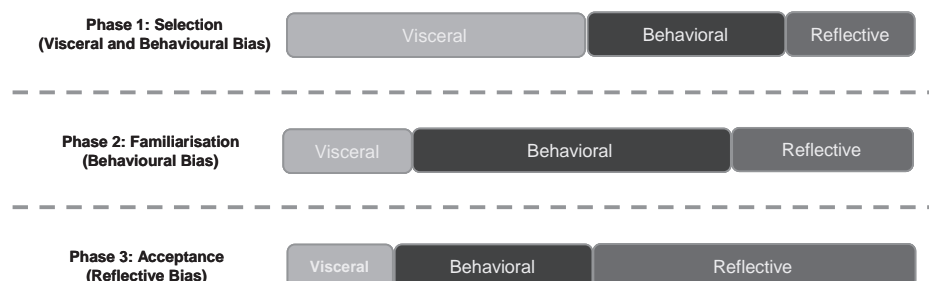 Phase 1: Selection
(Visceral and Behavioural Bias)
Visceral Behavioral Reflective
Phase 2: Familiarisation
(Behavioural Bias)
Visceral Behavioral Reflective
Phase 3: Acceptance
(Reflective Bias)
Visceral Behavioral Reflective